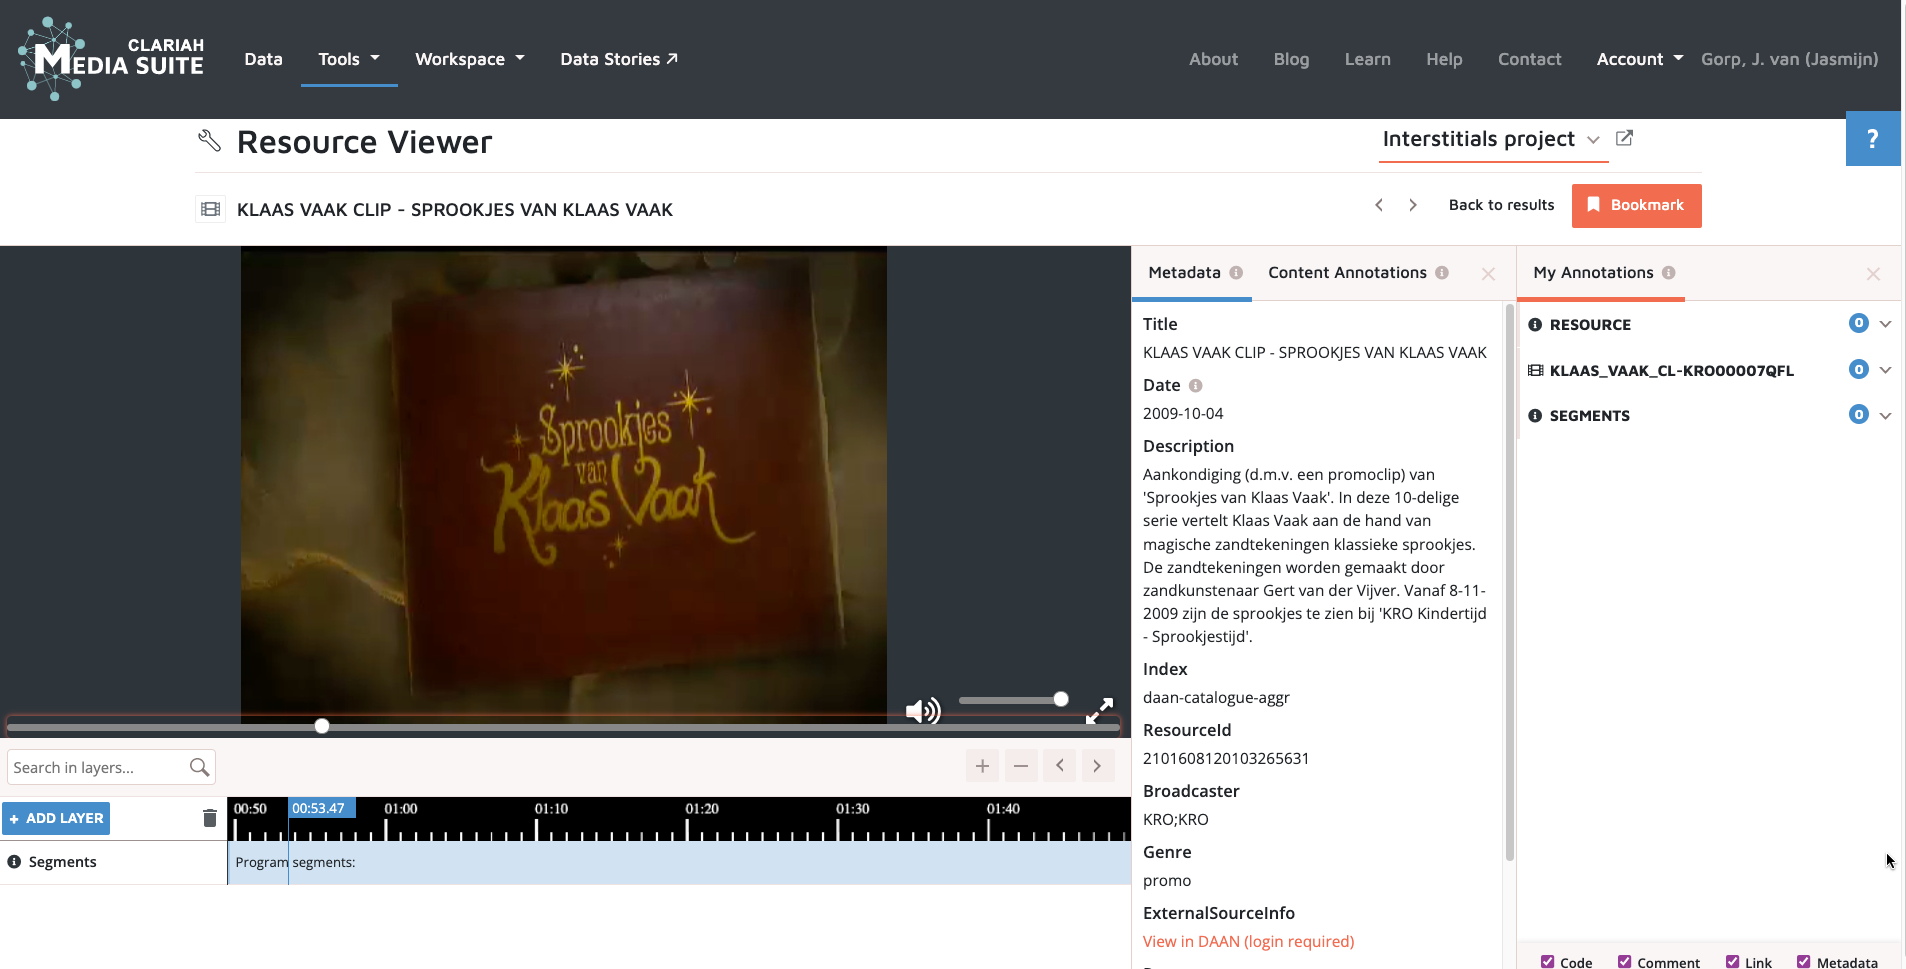 CLARIAH
MEDIA SUITE
Data
Tools
Workspace
Data Stories
About
Blog
Learn
Help
Contact
Account
Gorp, J. van (Jasmijn)
Resource Viewer
Interstitials project
?
KLAAS VAAK CLIP - SPROOKJES VAN KLAAS VAAK
Back to results
Bookmark
Sprookjes
van
Klaas Vaak
Metadata
Content Annotations
Title
KLAAS VAAK CLIP - SPROOKJES VAN KLAAS VAAK
Date
2009-10-04
Description
Aankondiging (d.m.v. een promoclip) van
'Sprookjes van Klaas Vaak'. In deze 10-delige
serie vertelt Klaas Vaak aan de hand van
magische zandtekeningen klassieke sprookjes.
De zandtekeningen worden gemaakt door
zandkunstenaar Gert van der Vijver. Vanaf 8-11-
2009 zijn de sprookjes te zien bij 'KRO Kindertijd
- Sprookjestijd'.
Index
daan-catalogue-aggr
ResourceId
2101608120103265631
Broadcaster
KRO;KRO
Genre
promo
ExternalSourceInfo
View in DAAN (login required)
My Annotations
RESOURCE 0
KLAAS_VAAK_CL-KRO00007QFL 0
SEGMENTS 0
Code
Comment
Link
Metadata
Search in layers...
+ ADD LAYER
00:50
00:53.47
01:00
01:10
01:20
01:30
01:40
Segments
Program segments: